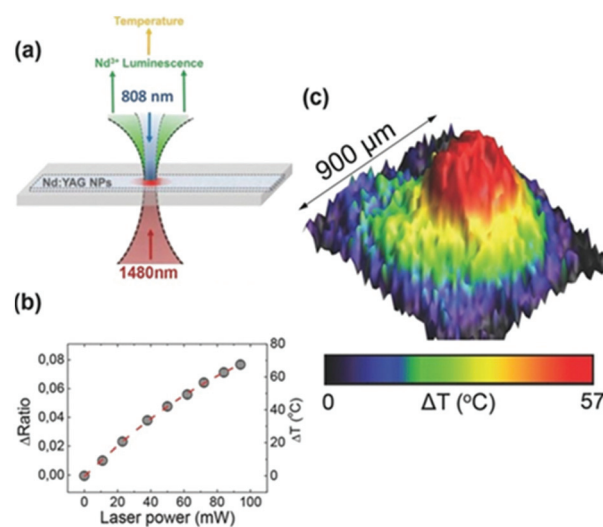 (a)
Temperature
Nd³⁺ Luminescence
808 nm
Nd:YAG NPs
1480nm
(b)
0,08
0,06
0,04
0,02
0,00
ΔRatio
80
60
40
20
0
ΔT (°C)
0 20 40 60 80 100
Laser power (mW)
(c)
900 μm
0 ΔT (°C) 57